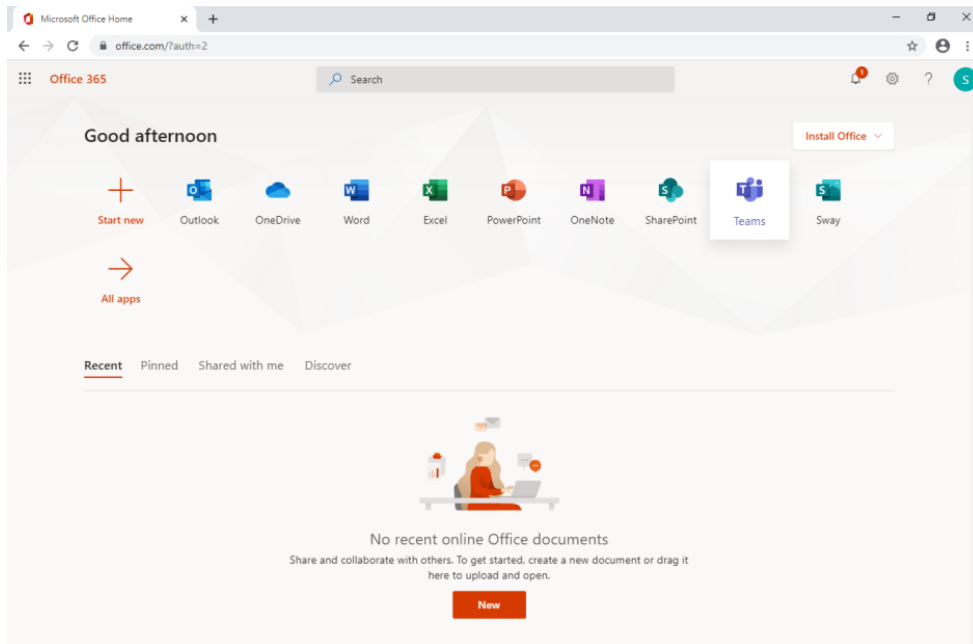 Microsoft Office Home
office.com/?auth=2
Office 365
Search
1
?
S
Good afternoon
Install Office
Start new
Outlook
OneDrive
Word
Excel
PowerPoint
OneNote
SharePoint
Teams
Sway
All apps
Recent
Pinned
Shared with me
Discover
No recent online Office documents
Share and collaborate with others. To get started, create a new document or drag it
here to upload and open.
New